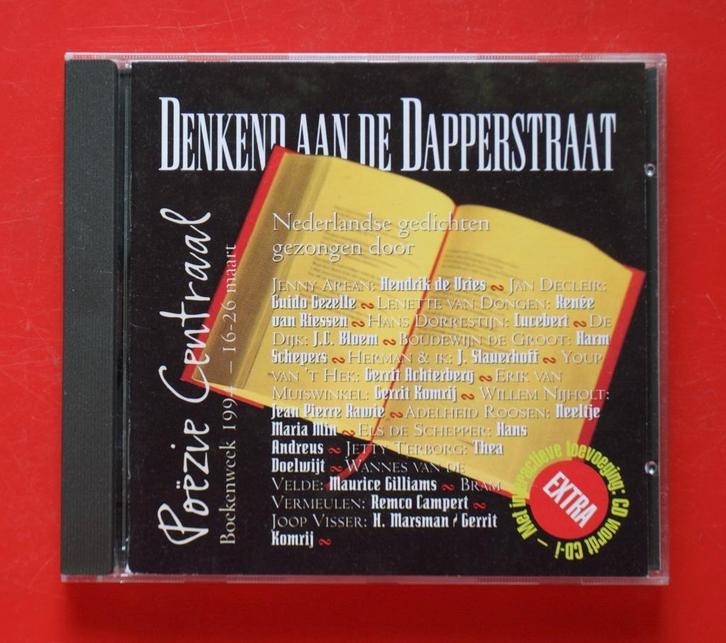 DENKEND AAN DE DAPPERSTRAAT
Nederlandse gedichten
gezongen door
JENNY AREAN: Hendrik de Vries ~ JAN DECLEIR:
Guido Gezelle ~ LENETTE VAN DONGEN: Renée
van Riessen ~ HANS DORRESTIJN: Lucebert ~ DE
DIJK: J.C. Bloem ~ BOUDEWIJN DE GROOT: Harm
Schepers ~ HERMAN & IK: J. Slauerhoff ~ YOUP
VAN 'T HEK: Gerrit Achterberg ~ ERIK VAN
MUISWINKEL: Gerrit Komrij ~ WILLEM NIJHOLT:
Jean Pierre Rawie ~ ADELHEID ROOSEN: Neeltje
Maria Min ~ ELS DE SCHEPPER: Hans
Andreus ~ JETTY TERBORG: Thea
Doelwijt ~ WANNES VAN DE
VELDE: Maurice Gilliams ~ BRAM
VERMEULEN: Remco Campert ~
JOOP VISSER: H. Marsman / Gerrit
Komrij ~
Poëzie Centraal
Boekenweek 1994 – 16-26 maart
Met interactieve toevoeging: CD wordt CD-i –
EXTRA